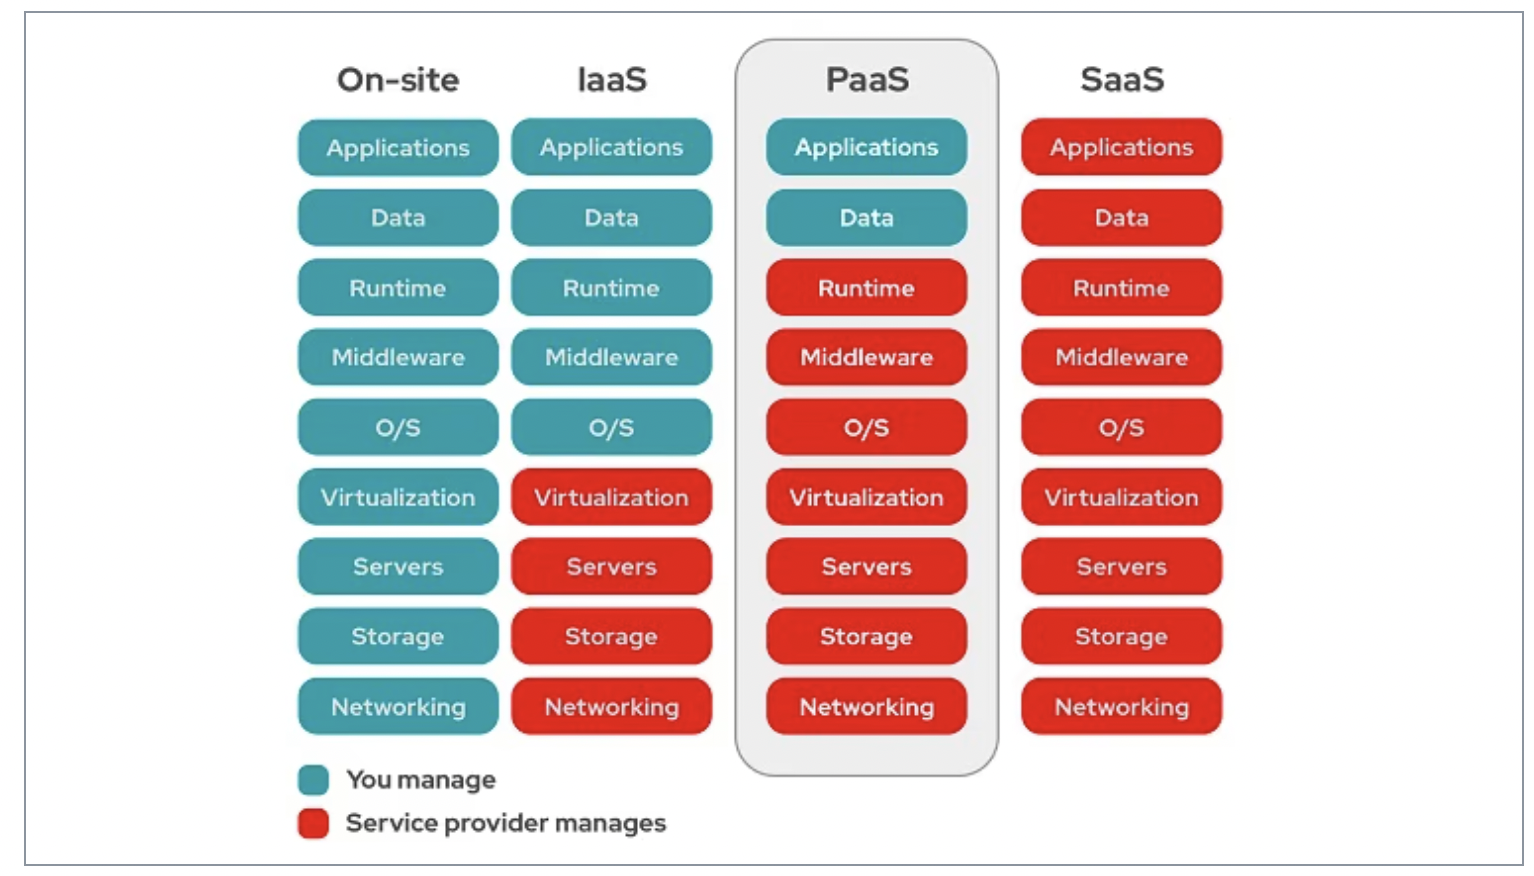 On-site IaaS PaaS SaaS
Applications Applications Applications Applications
Data Data Data Data
Runtime Runtime Runtime Runtime
Middleware Middleware Middleware Middleware
O/S O/S O/S O/S
Virtualization Virtualization Virtualization Virtualization
Servers Servers Servers Servers
Storage Storage Storage Storage
Networking Networking Networking Networking
You manage
Service provider manages